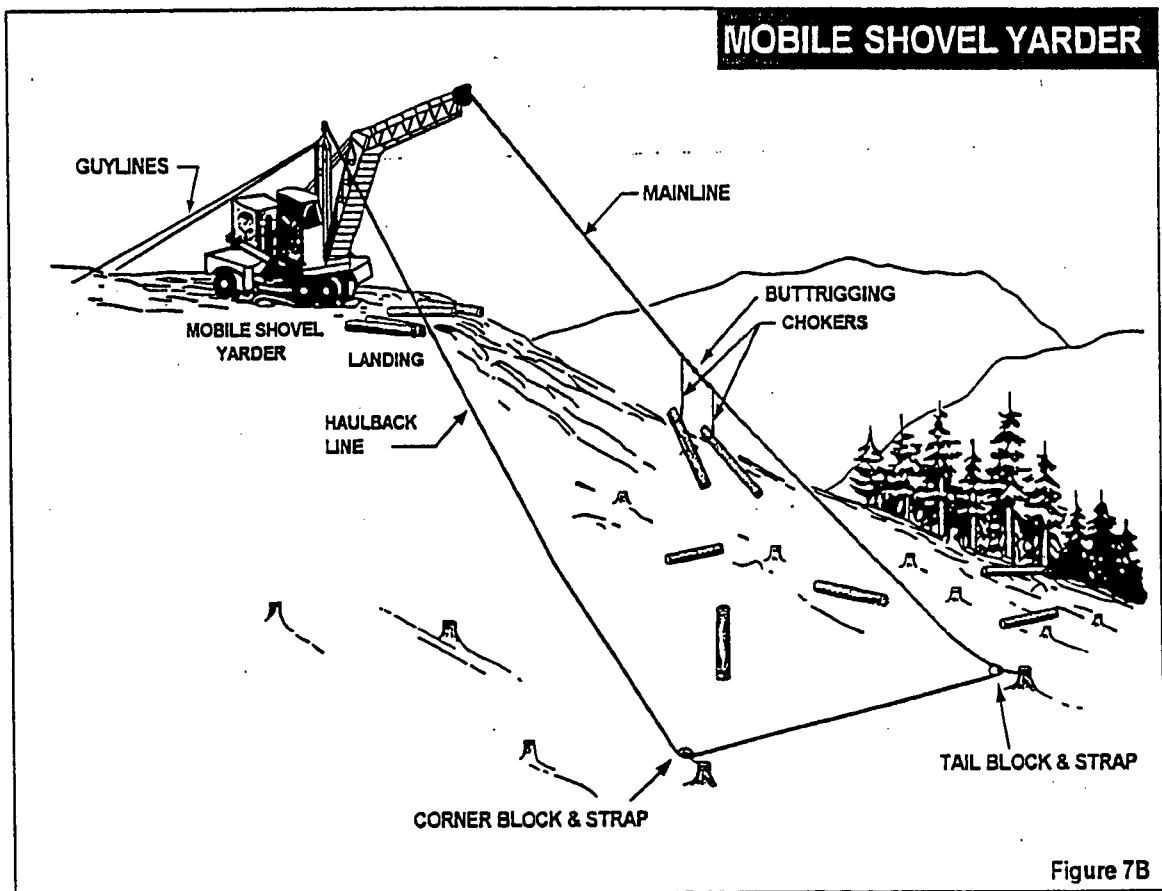 MOBILE SHOVEL YARDER
GUYLINES
MAINLINE
BUTTRIGGING
CHOKERS
MOBILE SHOVEL
YARDER
LANDING
HAULBACK
LINE
TAIL BLOCK & STRAP
CORNER BLOCK & STRAP
Figure 7B